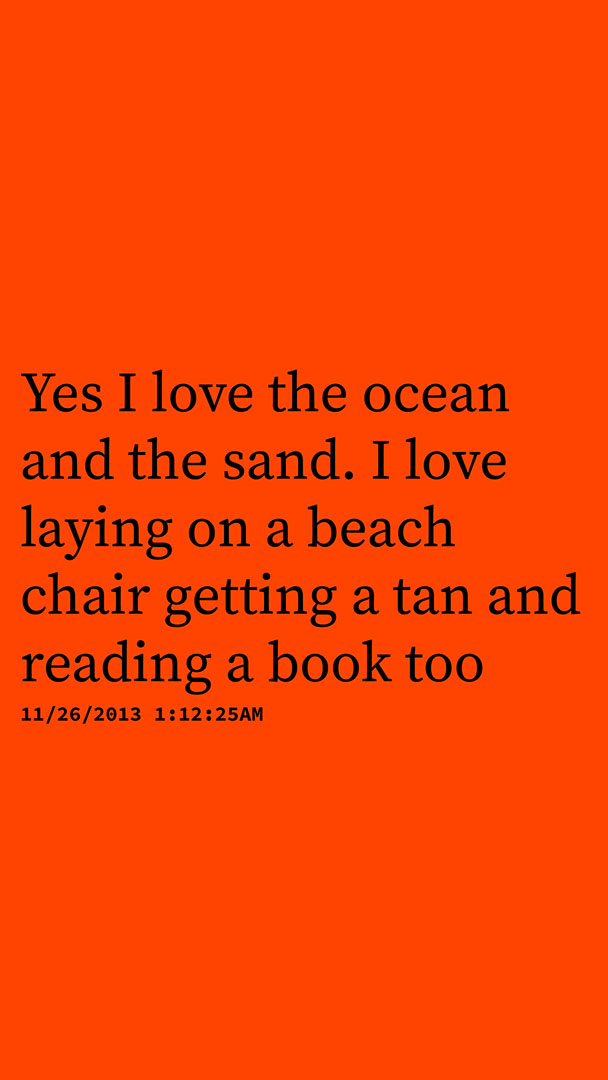 Yes I love the ocean
and the sand. I love
laying on a beach
chair getting a tan and
reading a book too
11/26/2013 1:12:25AM